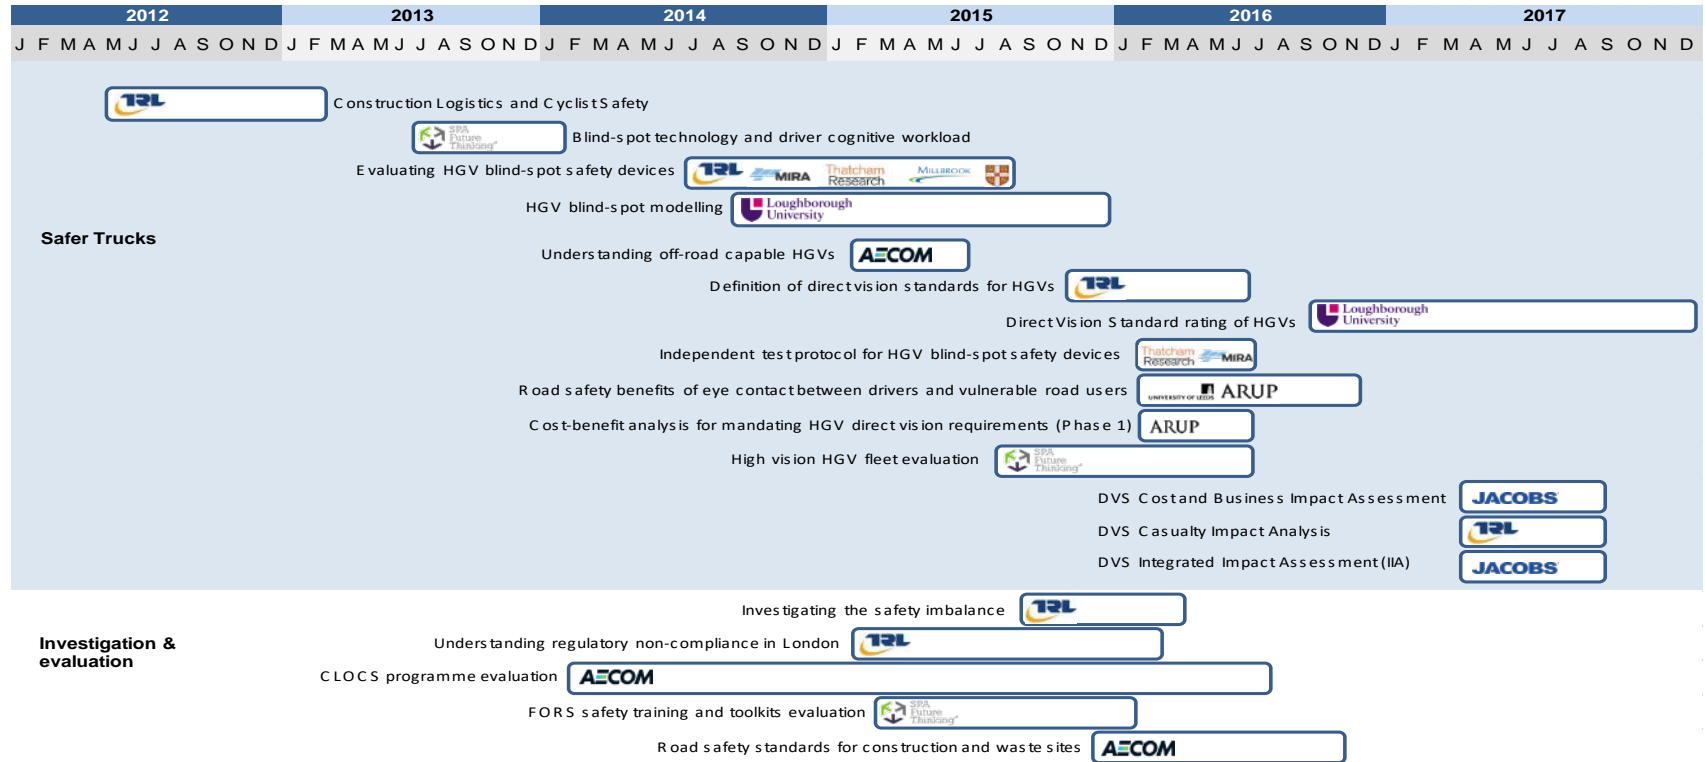 2012 2013 2014 2015 2016 2017
J F M A M J J A S O N D J F M A M J J A S O N D J F M A M J J A S O N D J F M A M J J A S O N D J F M A M J J A S O N D J F M A M J J A S O N D
TRL Construction Logistics and Cyclist Safety
SPA Future Thinking Blind-spot technology and driver cognitive workload
Evaluating HGV blind-spot safety devices TRL MIRA Thatcham Research MILLBROOK
HGV blind-spot modelling Loughborough University
Safer Trucks
Understanding off-road capable HGVs AECOM
Definition of direct vision standards for HGVs TRL
Direct Vision Standard rating of HGVs Loughborough University
Independent test protocol for HGV blind-spot safety devices Thatcham Research MIRA
Road safety benefits of eye contact between drivers and vulnerable road users UNIVERSITY OF LEEDS ARUP
Cost-benefit analysis for mandating HGV direct vision requirements (Phase 1) ARUP
High vision HGV fleet evaluation SPA Future Thinking
DVS Cost and Business Impact Assessment JACOBS
DVS Casualty Impact Analysis TRL
DVS Integrated Impact Assessment (IIA) JACOBS
Investigating the safety imbalance TRL
Investigation &
evaluation
Understanding regulatory non-compliance in London TRL
CLOCS programme evaluation AECOM
FORS safety training and toolkits evaluation SPA Future Thinking
Road safety standards for construction and waste sites AECOM